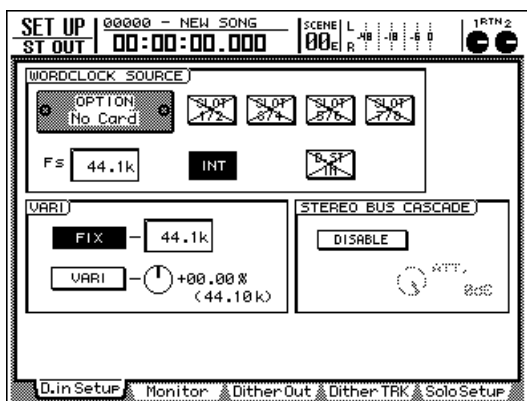 SET UP
ST OUT
00000 - NEW SONG
00:00:00.000
SCENE
00E
L -48 -18 -6 0
R
1 RTN 2
WORDCLOCK SOURCE
OPTION
No Card
SLOT
1/2
SLOT
3/4
SLOT
5/6
SLOT
7/8
Fs 44.1k INT
D.ST
IN
VARI
FIX 44.1k
VARI +00.00%
(44.10k)
STEREO BUS CASCADE
DISABLE
ATT.
0dB
D.in Setup Monitor Dither Out Dither TRK Solo Setup